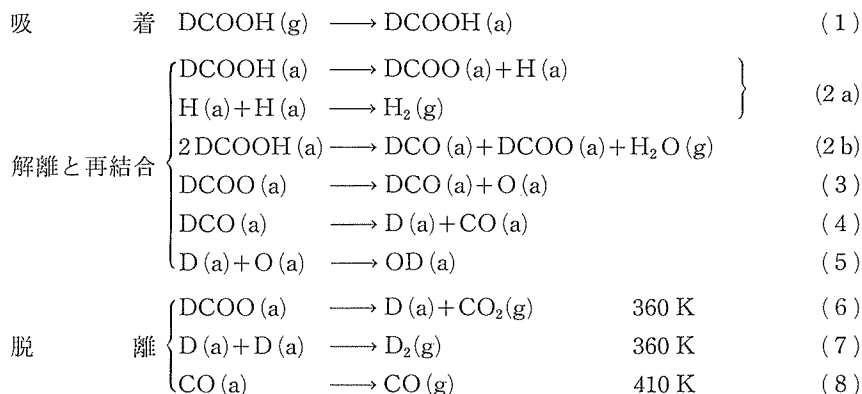 吸着 DCOOH(g) ⟶ DCOOH(a) (1)
DCOOH(a) ⟶ DCOO(a)+H(a)
H(a)+H(a) ⟶ H₂(g) (2a)
2DCOOH(a) ⟶ DCO(a)+DCOO(a)+H₂O(g) (2b)
解離と再結合
DCOO(a) ⟶ DCO(a)+O(a) (3)
DCO(a) ⟶ D(a)+CO(a) (4)
D(a)+O(a) ⟶ OD(a) (5)
DCOO(a) ⟶ D(a)+CO₂(g) 360 K (6)
脱離 D(a)+D(a) ⟶ D₂(g) 360 K (7)
CO(a) ⟶ CO(g) 410 K (8)